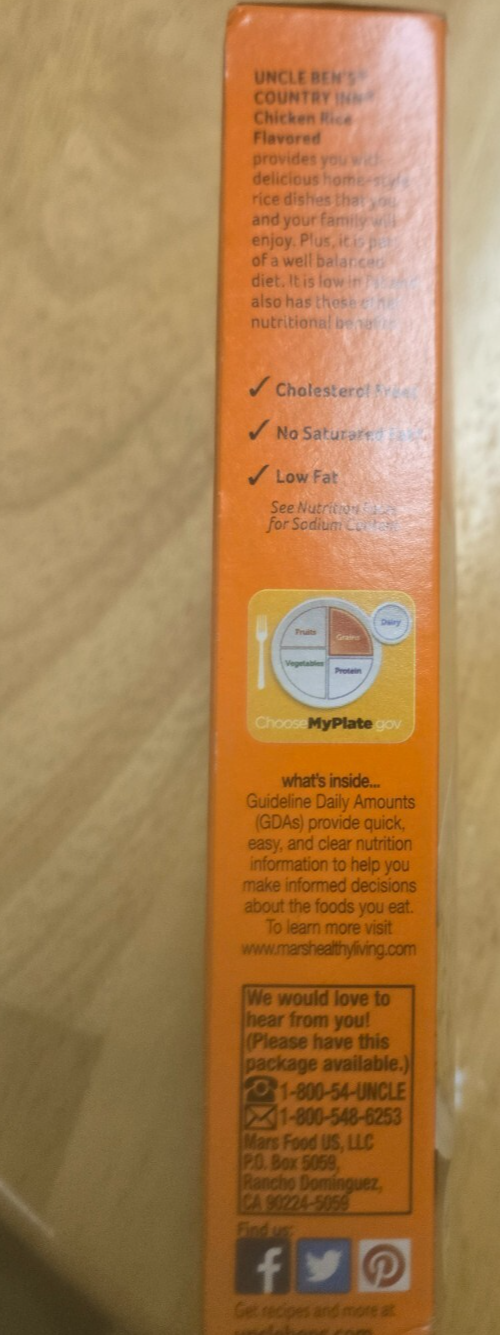 UNCLE BEN'S®
COUNTRY INN®
Chicken Rice
Flavored
provides you with
delicious home-style
rice dishes that you
and your family will
enjoy. Plus, it is part
of a well balanced
diet. It is low in fat and
also has these other
nutritional benefits:
✓ Cholesterol Free
✓ No Saturated Fat
✓ Low Fat
See Nutrition Facts
for Sodium Content
Fruits
Grains
Dairy
Vegetables
Protein
ChooseMyPlate.gov
what's inside...
Guideline Daily Amounts
(GDAs) provide quick,
easy, and clear nutrition
information to help you
make informed decisions
about the foods you eat.
To learn more visit
www.marshealthyliving.com
We would love to
hear from you!
(Please have this
package available.)
1-800-54-UNCLE
1-800-548-6253
Mars Food US, LLC
P.O. Box 5059,
Rancho Dominguez,
CA 90224-5059
Find us:
Get recipes and more at
unclebens.com